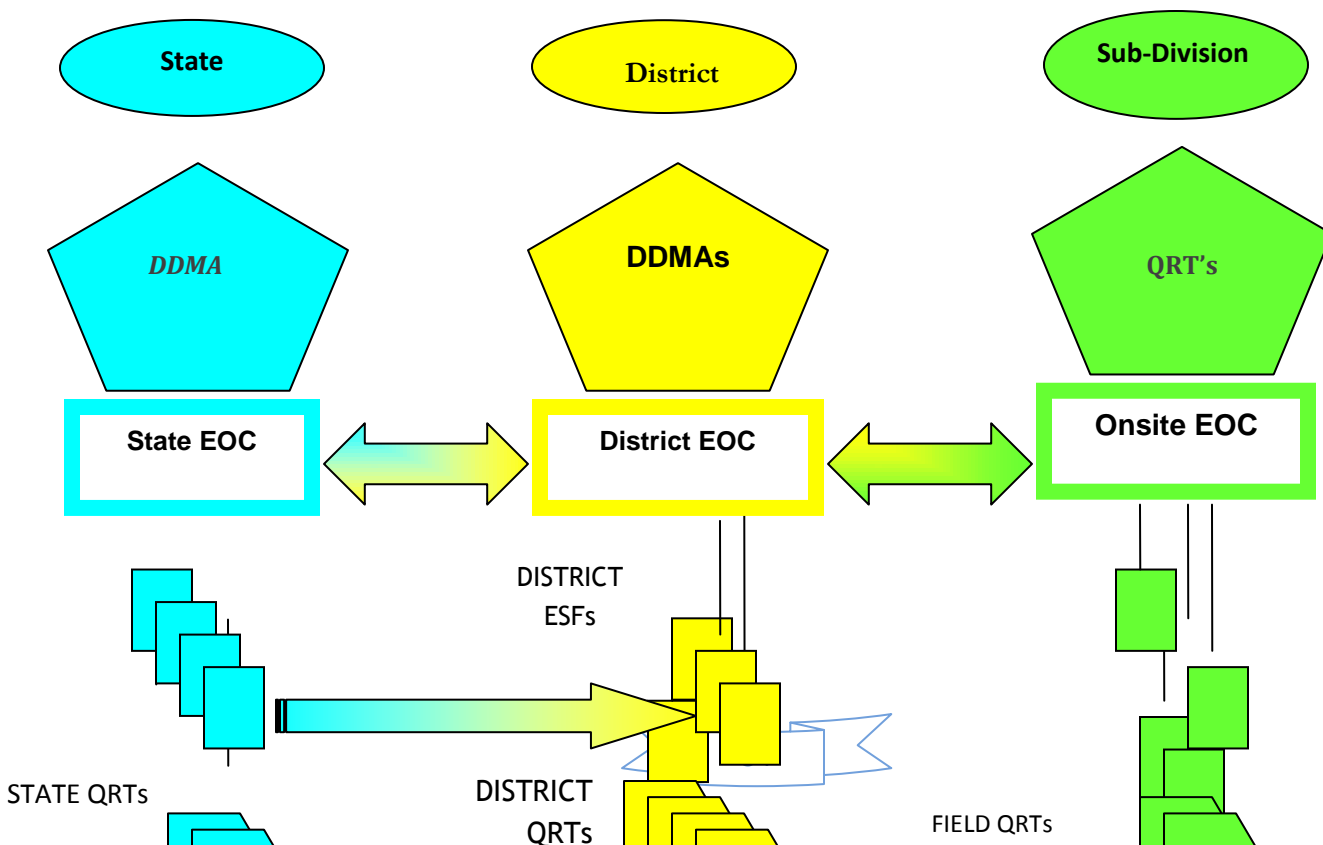 State
District
Sub-Division
DDMA
DDMAs
QRT's
State EOC
District EOC
Onsite EOC
DISTRICT
ESFs
STATE QRTs
DISTRICT
QRTs
FIELD QRTs